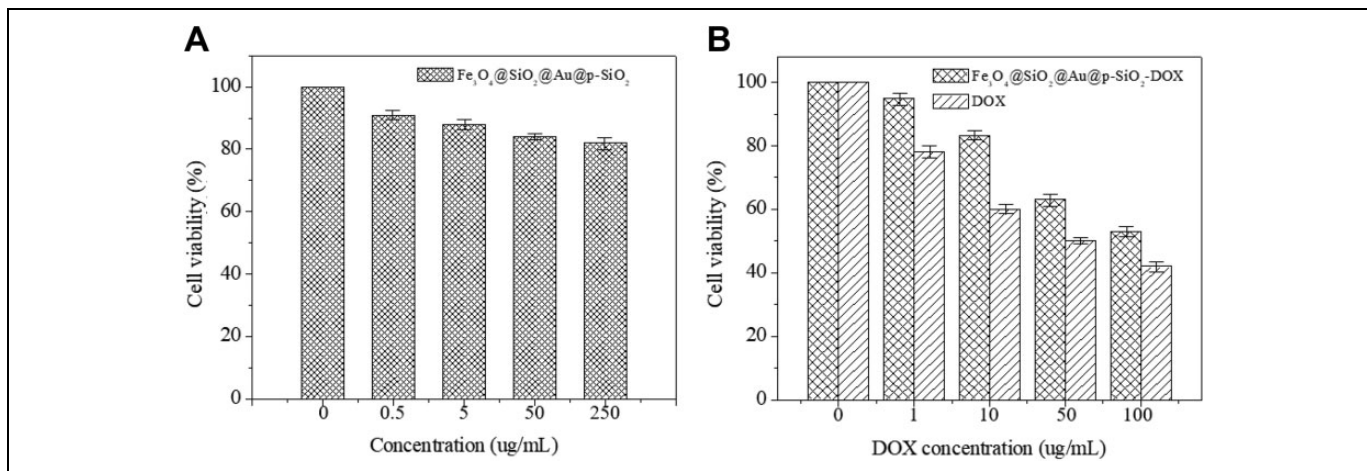 A
Fe₃O₄@SiO₂@Au@p-SiO₂
100
80
60
40
20
0
Cell viability (%)
0 0.5 5 50 250
Concentration (ug/mL)
B
Fe₃O₄@SiO₂@Au@p-SiO₂-DOX
DOX
100
80
60
40
20
0
Cell viability (%)
0 1 10 50 100
DOX concentration (ug/mL)